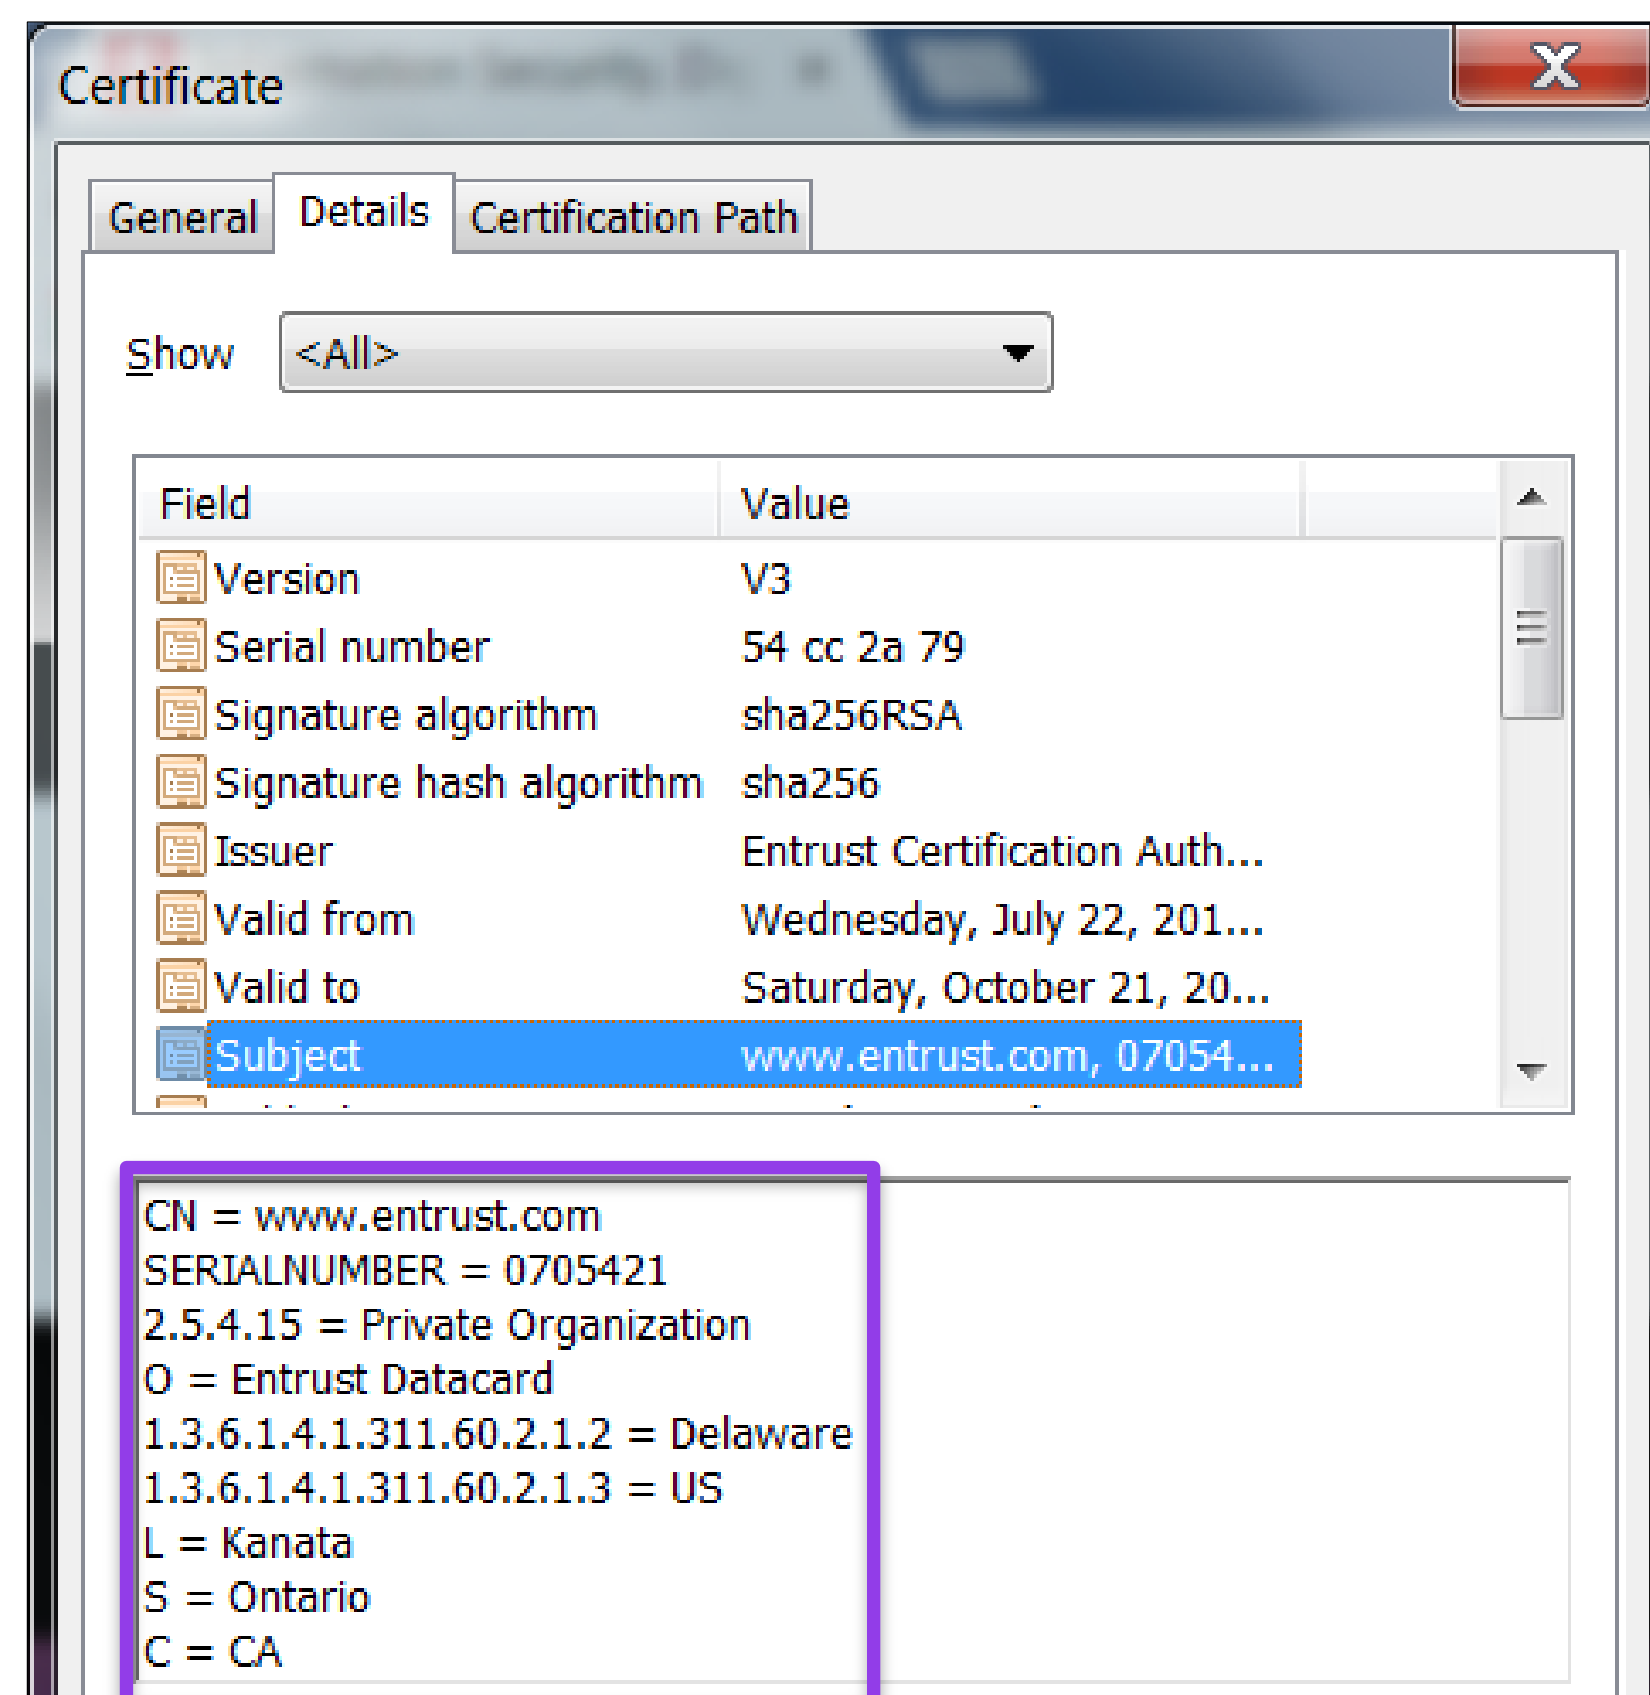 Certificate
General Details Certification Path
Show <All>
Field Value
Version V3
Serial number 54 cc 2a 79
Signature algorithm sha256RSA
Signature hash algorithm sha256
Issuer Entrust Certification Auth...
Valid from Wednesday, July 22, 201...
Valid to Saturday, October 21, 20...
Subject www.entrust.com, 07054...
CN = www.entrust.com
SERIALNUMBER = 0705421
2.5.4.15 = Private Organization
O = Entrust Datacard
1.3.6.1.4.1.311.60.2.1.2 = Delaware
1.3.6.1.4.1.311.60.2.1.3 = US
L = Kanata
S = Ontario
C = CA